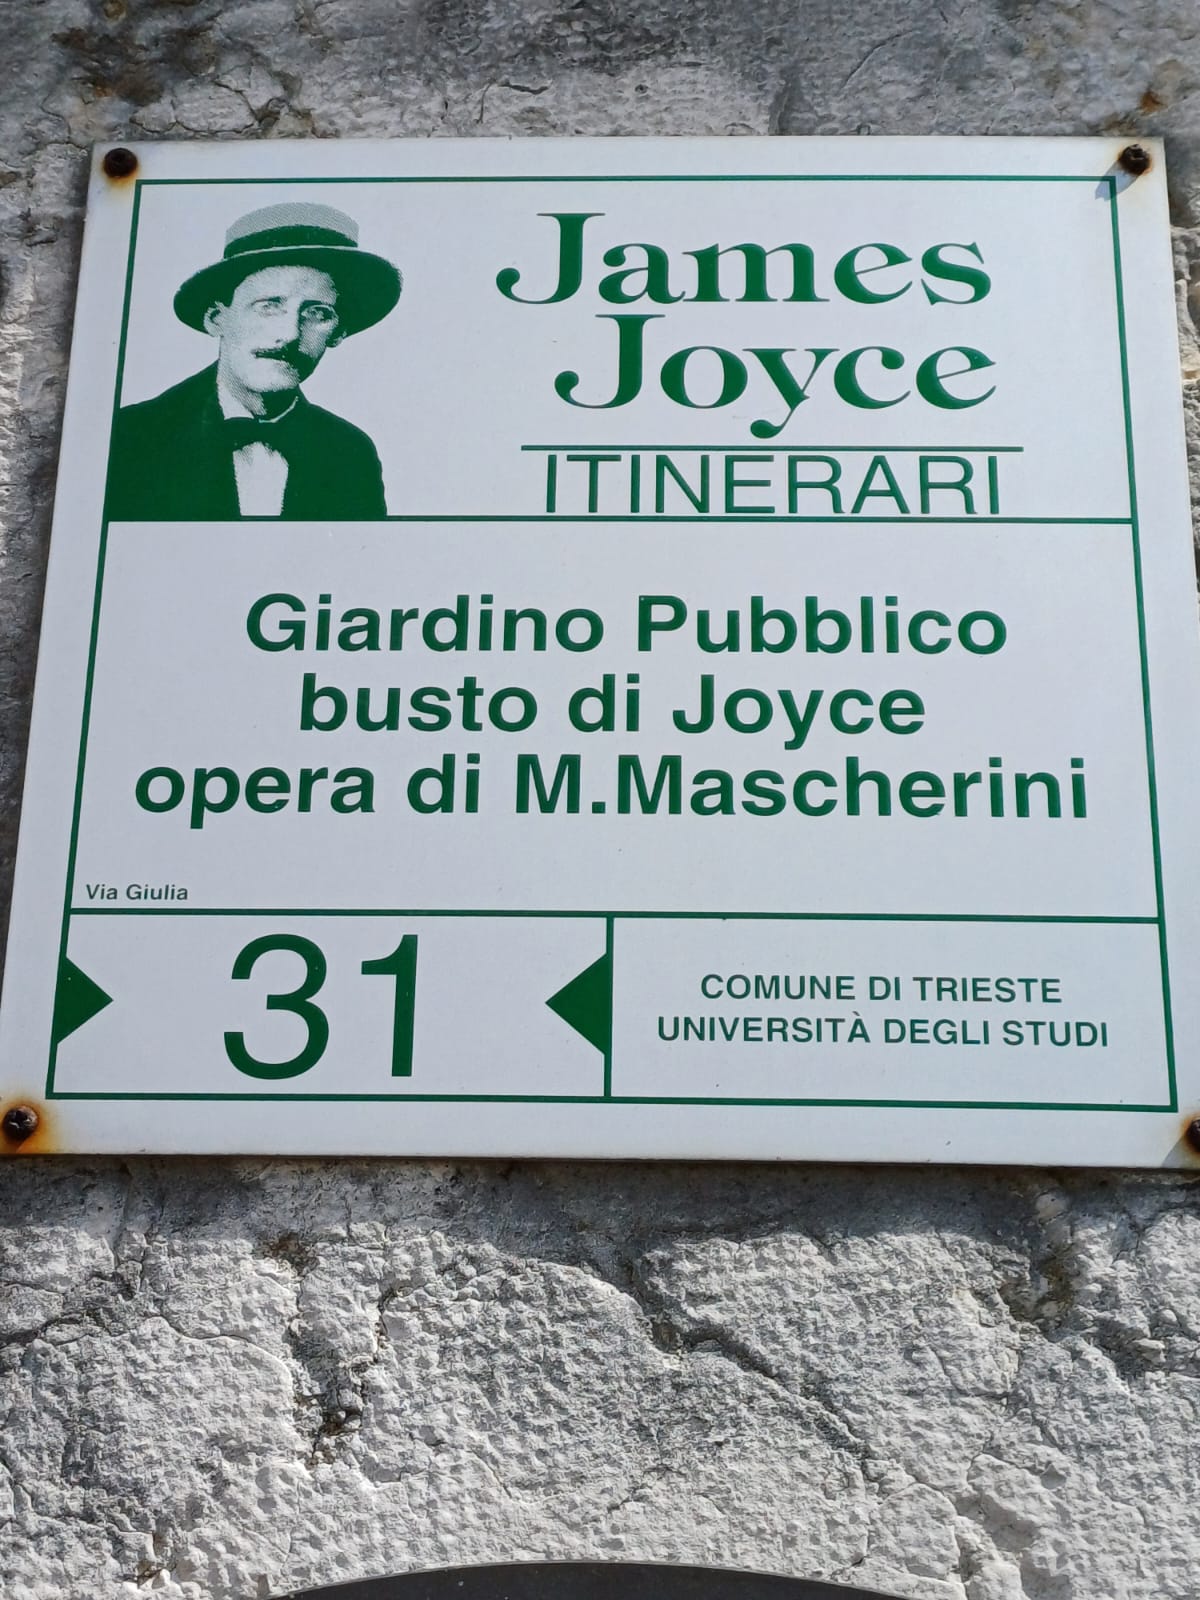 James
Joyce
ITINERARI
Giardino Pubblico
busto di Joyce
opera di M.Mascherini
Via Giulia
31
COMUNE DI TRIESTE
UNIVERSITÀ DEGLI STUDI